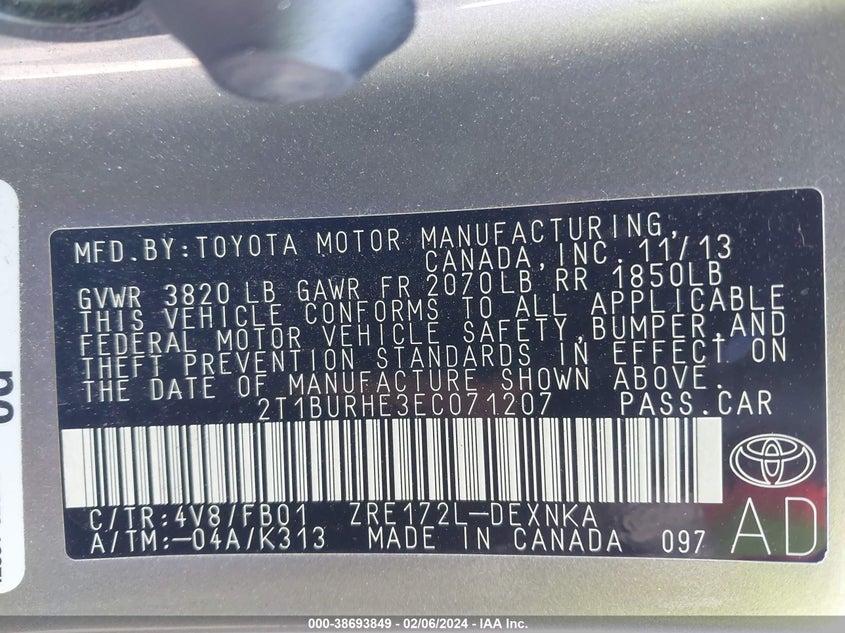 MFD.BY:TOYOTA MOTOR MANUFACTURING,
CANADA,INC. 11/13
GVWR 3820 LB GAWR FR 2070LB RR 1850LB
THIS VEHICLE CONFORMS TO ALL APPLICABLE
FEDERAL MOTOR VEHICLE SAFETY,BUMPER,AND
THEFT PREVENTION STANDARDS IN EFFECT ON
THE DATE OF MANUFACTURE SHOWN ABOVE.
2T1BURHE3EC071207 PASS.CAR
C/TR:4V8/FB01 ZRE172L-DEXNKA
A/TM:-04A/K313 MADE IN CANADA 097 AD
000-38693849 - 02/06/2024 - IAA Inc.